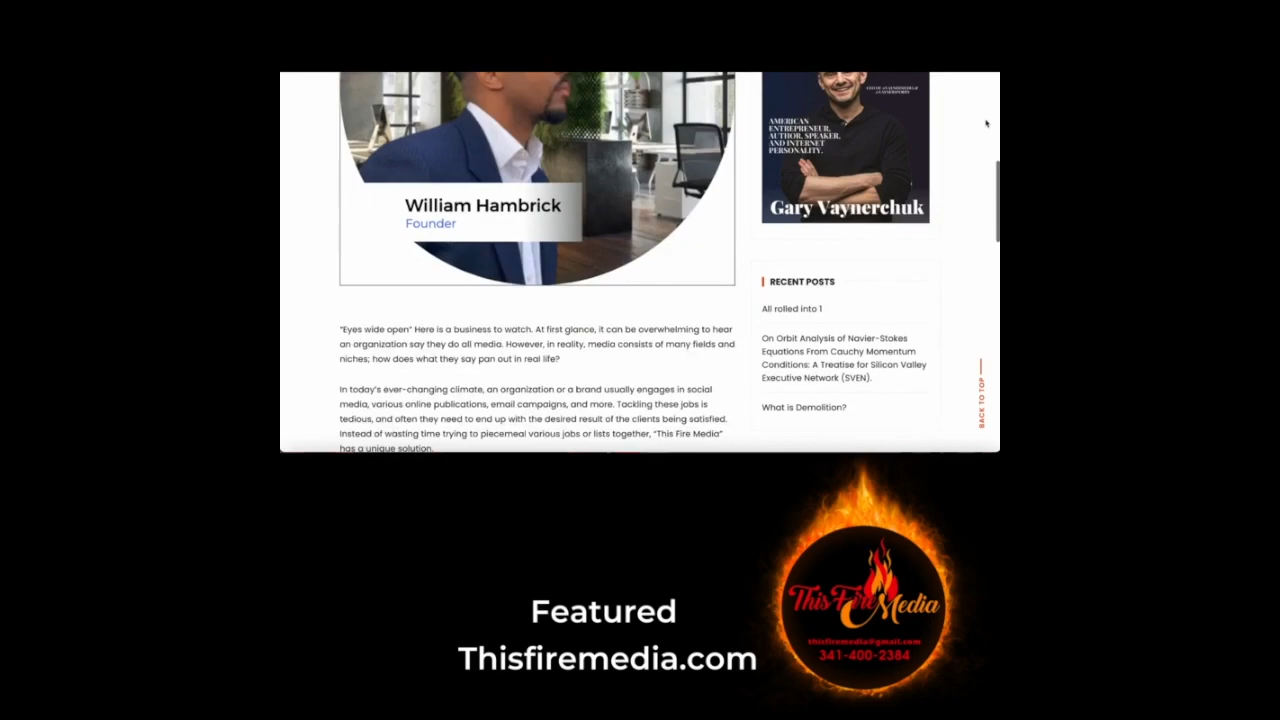 William Hambrick
Founder
"Eyes wide open" Here is a business to watch. At first glance, it can be overwhelming to hear
an organization say they do all media. However, in reality, media consists of many fields and
niches; how does what they say pan out in real life?
In today's ever-changing climate, an organization or a brand usually engages in social
media, various online publications, email campaigns, and more. Tackling these jobs is
tedious, and often they need to end up with the desired result of the clients being satisfied.
Instead of wasting time trying to piecemeal various jobs or lists together, "This Fire Media"
has a unique solution.
AMERICAN
ENTREPRENEUR,
AUTHOR, SPEAKER,
AND INTERNET
PERSONALITY.
Gary Vaynerchuk
RECENT POSTS
All rolled into 1
On Orbit Analysis of Navier-Stokes
Equations From Cauchy Momentum
Conditions: A Treatise for Silicon Valley
Executive Network (SVEN).
What is Demolition?
BACK TO TOP
Featured
Thisfiremedia.com
ThisFire Media
thisfiremedia@gmail.com
341-400-2384